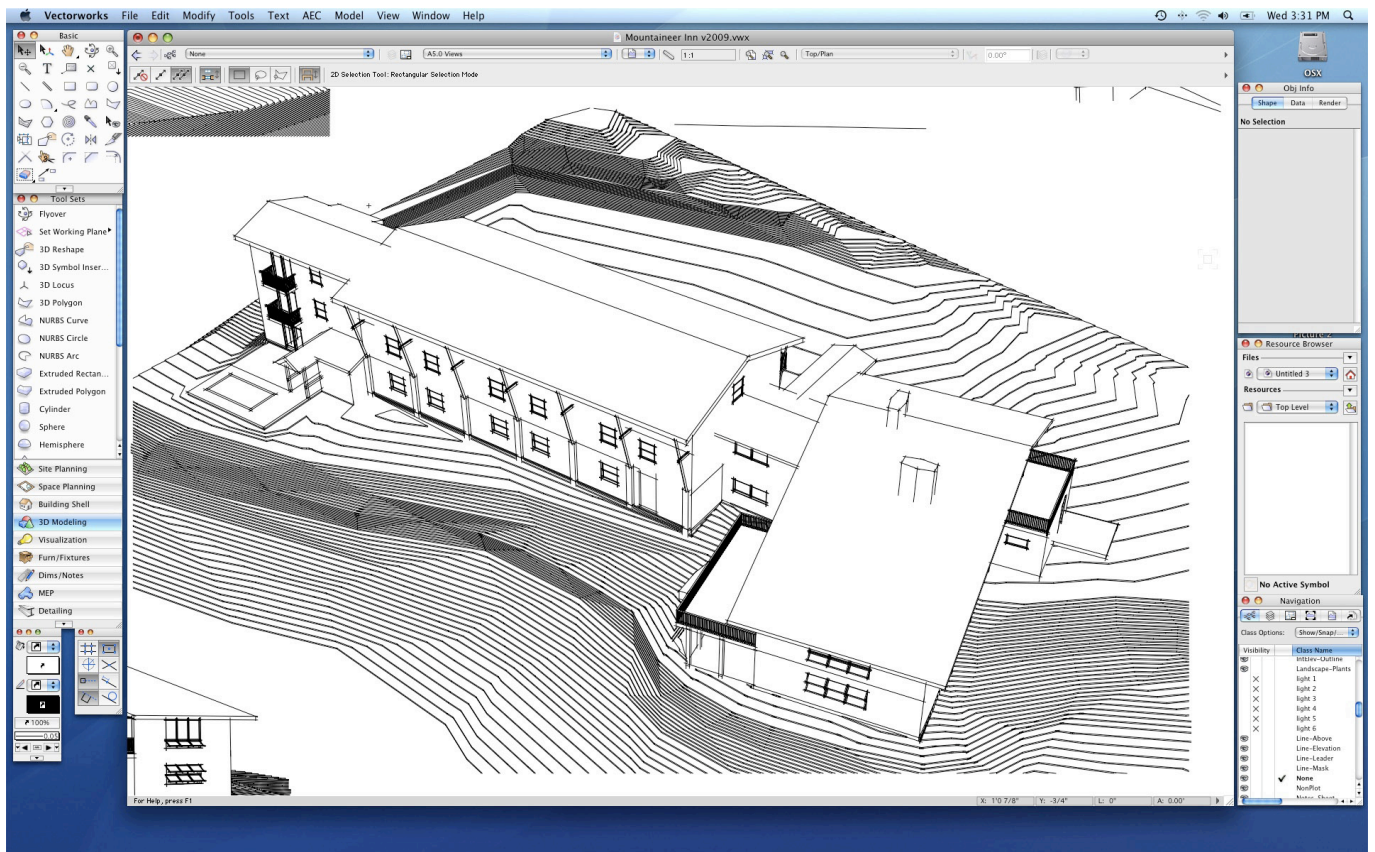 Vectorworks File Edit Modify Tools Text AEC Model View Window Help
Wed 3:31 PM
Basic
Tool Sets
Flyover
Set Working Plane
3D Reshape
3D Symbol Inser...
3D Locus
3D Polygon
NURBS Curve
NURBS Circle
NURBS Arc
Extruded Rectan...
Extruded Polygon
Cylinder
Sphere
Hemisphere
Site Planning
Space Planning
Building Shell
3D Modeling
Visualization
Furn/Fixtures
Dims/Notes
MEP
Detailing
100%
0.05
Mountaineer Inn v2009.vwx
None
A5.0 Views
1:1
Top/Plan
0.00°
2D Selection Tool: Rectangular Selection Mode
For Help, press F1
X: 1'0 7/8" Y: -3/4" L: 0" A: 0.00°
OSX
Obj Info
Shape Data Render
No Selection
Picture 2
Resource Browser
Files
Untitled 3
Resources
Top Level
No Active Symbol
Navigation
Class Options: Show/Snap/...
Visibility Class Name
IntElev-Outline
Landscape-Plants
light 1
light 2
light 3
light 4
light 5
light 6
Line-Above
Line-Elevation
Line-Leader
Line-Mask
None
NonPlot